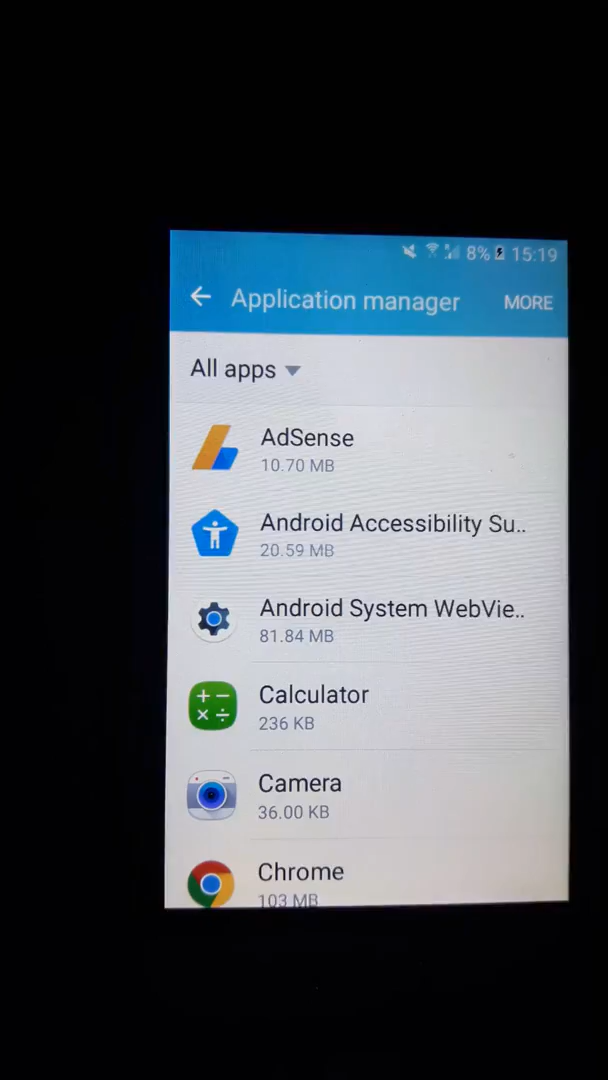 8% 15:19
Application manager MORE
All apps
AdSense
10.70 MB
Android Accessibility Su..
20.59 MB
Android System WebVie..
81.84 MB
Calculator
236 KB
Camera
36.00 KB
Chrome
103 MB